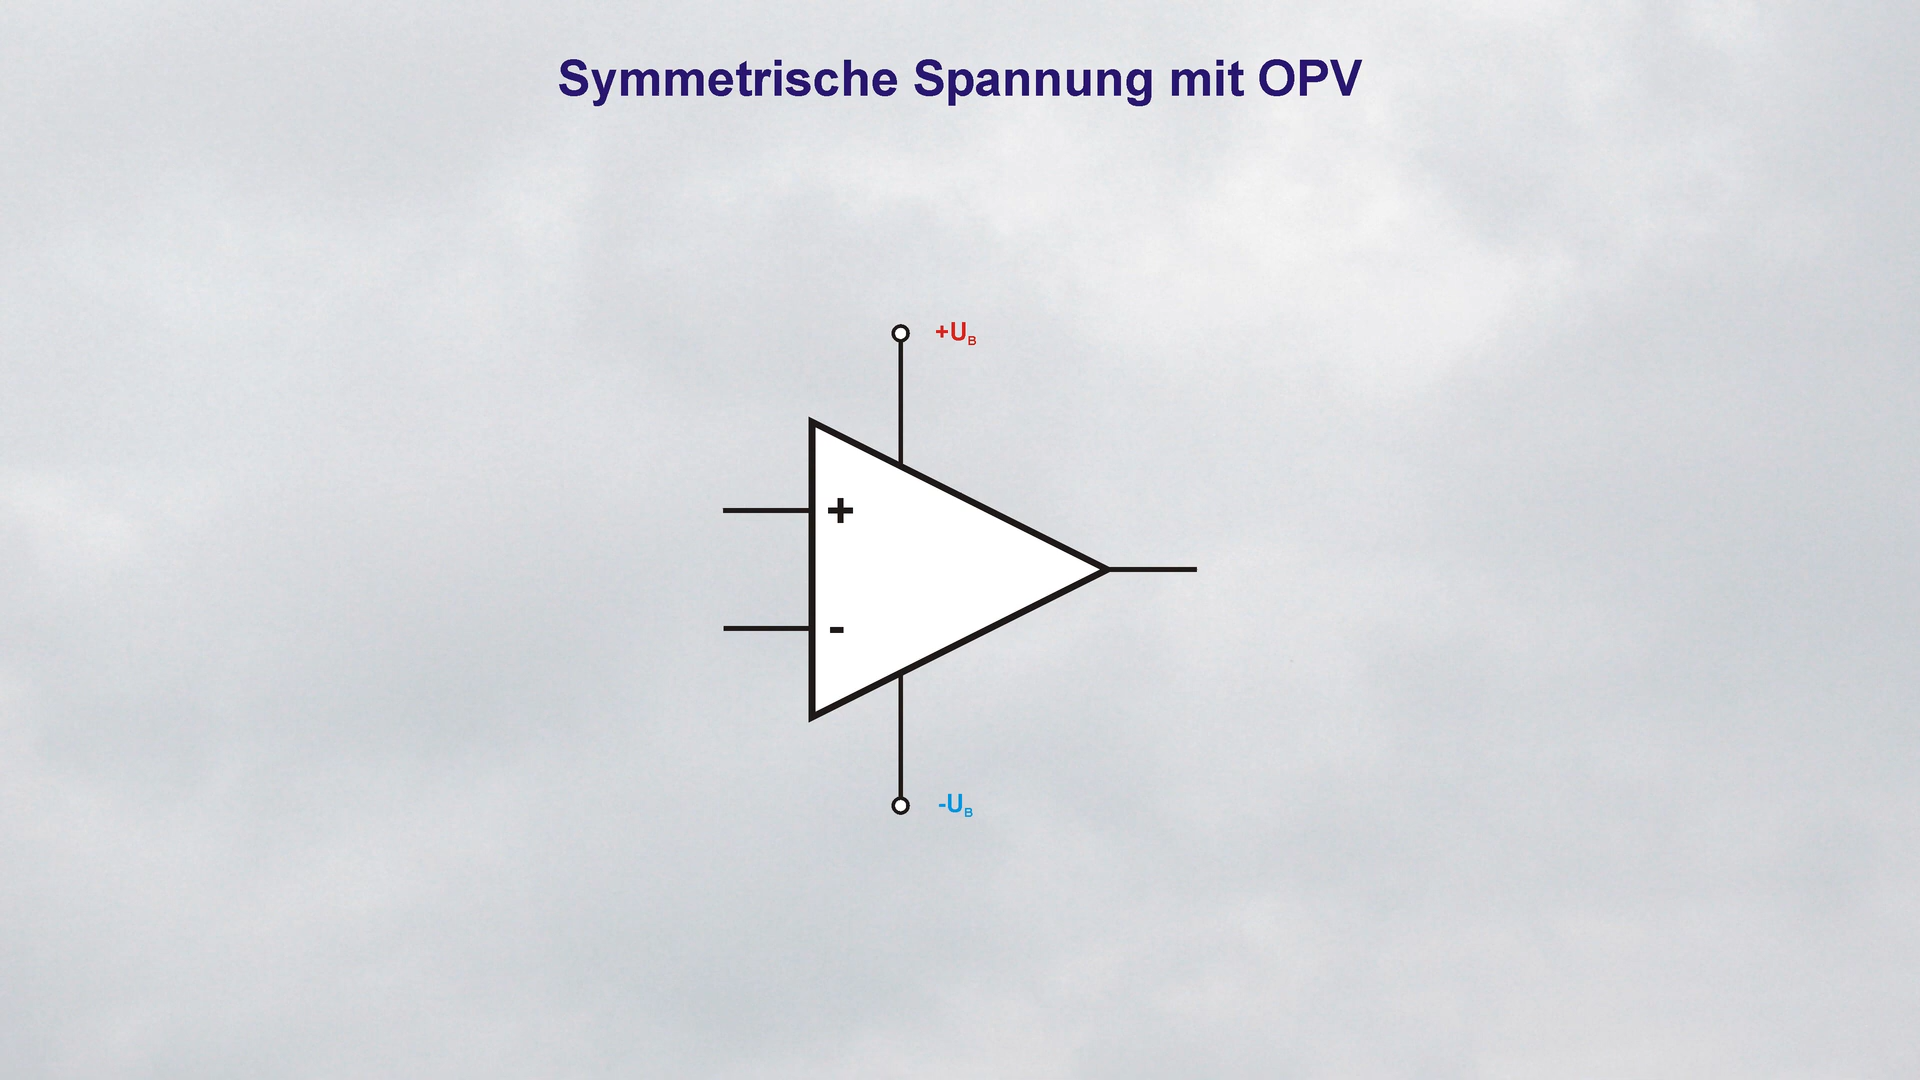 Symmetrische Spannung mit OPV
+UB
+
-
-UB